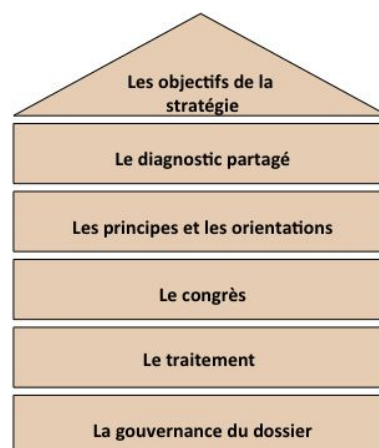 Les objectifs de la
stratégie
Le diagnostic partagé
Les principes et les orientations
Le congrès
Le traitement
La gouvernance du dossier